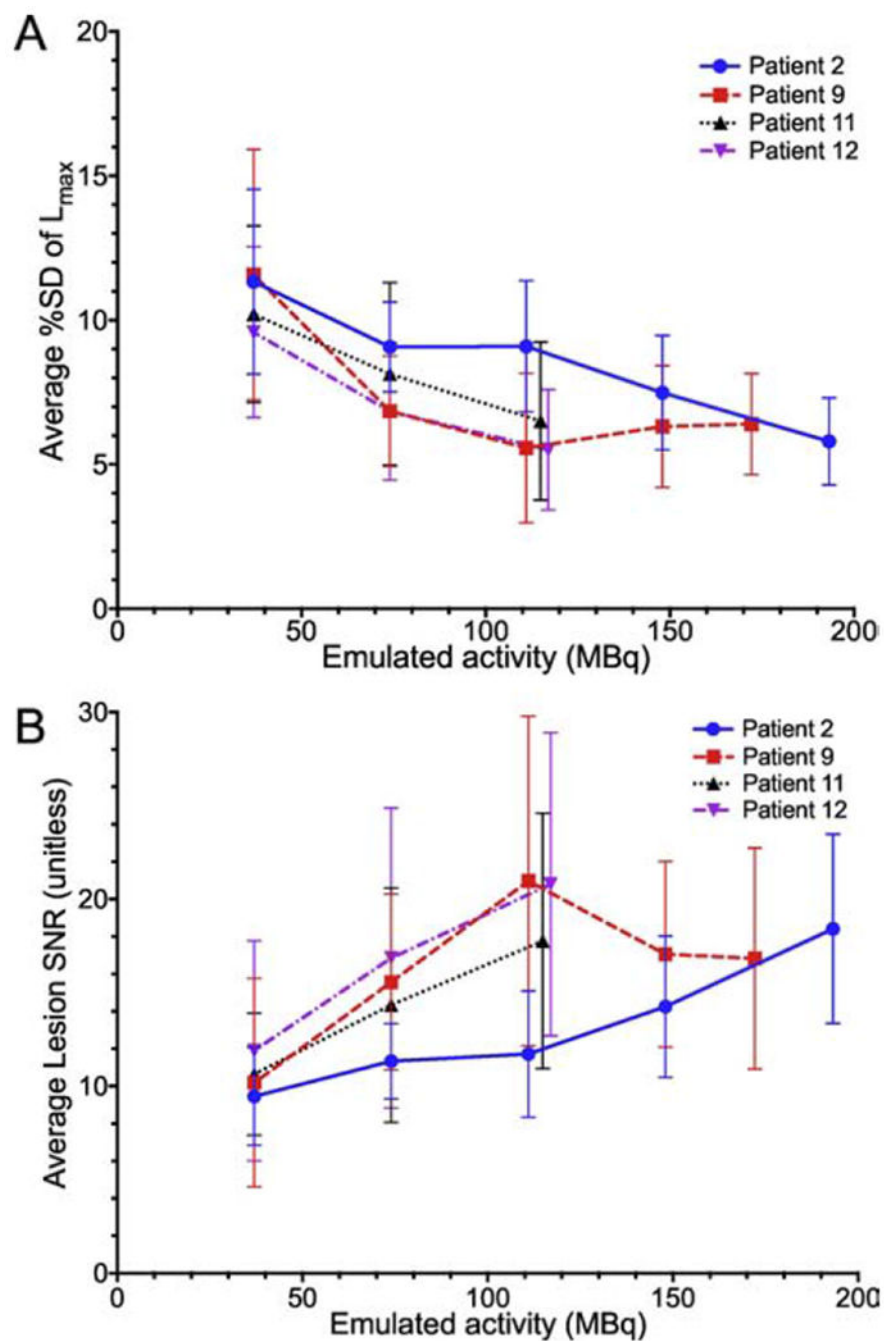 A
Average %SD of Lmax
20
15
10
5
0
Patient 2
Patient 9
Patient 11
Patient 12
0 50 100 150 200
Emulated activity (MBq)
B
Average Lesion SNR (unitless)
30
20
10
0
Patient 2
Patient 9
Patient 11
Patient 12
0 50 100 150 200
Emulated activity (MBq)